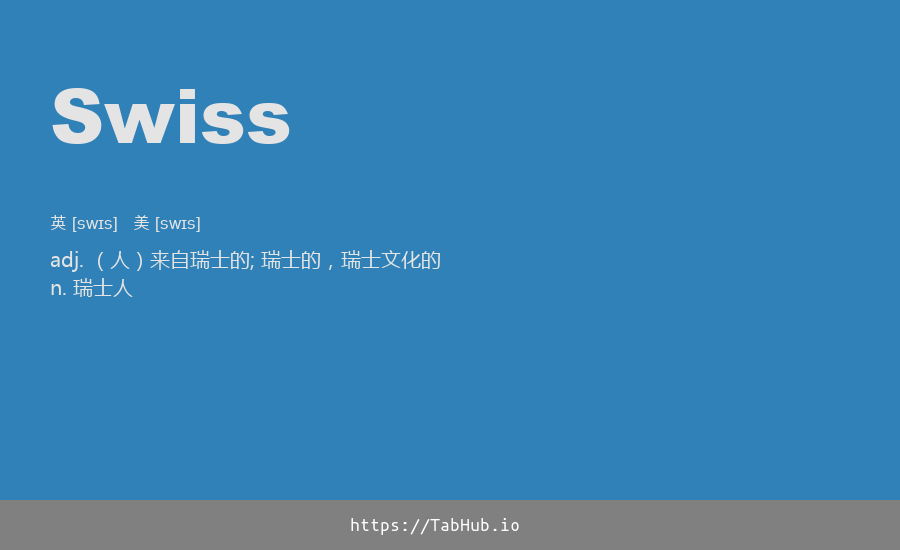 Swiss
英 [swɪs] 美 [swɪs]
adj. （人）来自瑞士的; 瑞士的，瑞士文化的
n. 瑞士人
https://TabHub.io